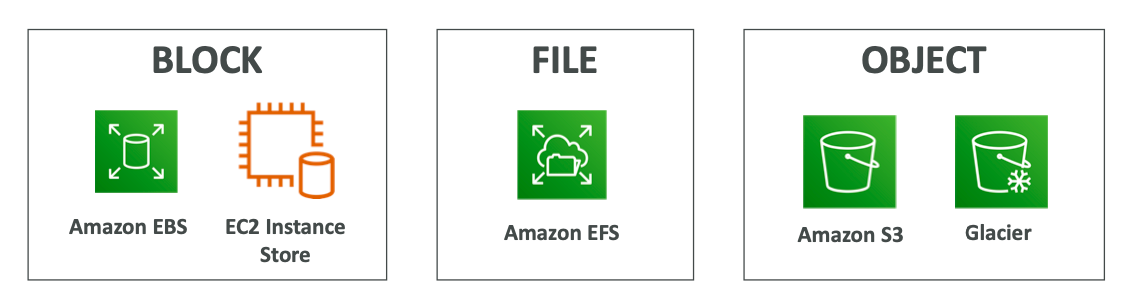 BLOCK
Amazon EBS
EC2 Instance
Store
FILE
Amazon EFS
OBJECT
Amazon S3
Glacier